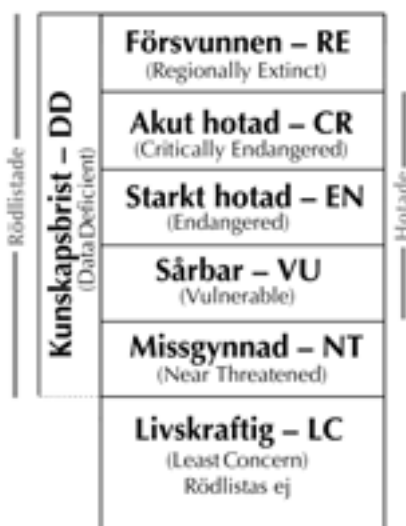 Rödlistade
Kunskapsbrist – DD
(Data Deficient)
Försvunnen – RE
(Regionally Extinct)
Akut hotad – CR
(Critically Endangered)
Starkt hotad – EN
(Endangered)
Sårbar – VU
(Vulnerable)
Missgynnad – NT
(Near Threatened)
Livskraftig – LC
(Least Concern)
Rödlistas ej
Hotade